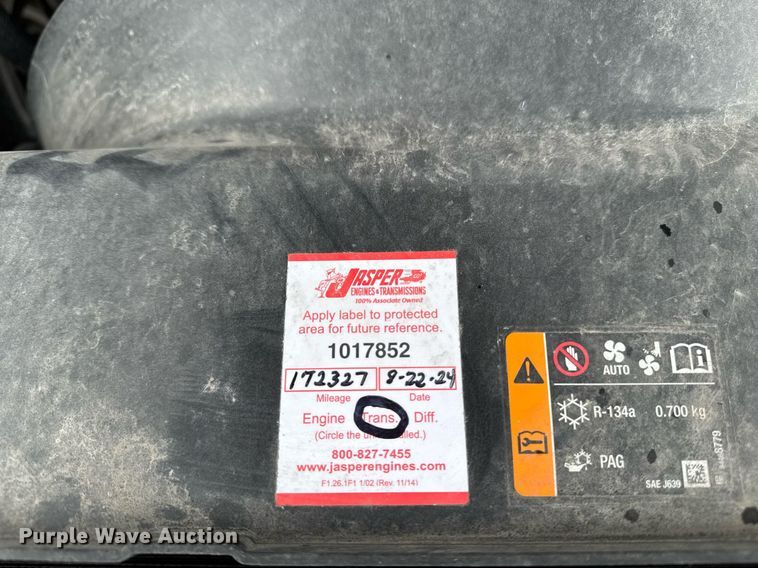 JASPER
ENGINES & TRANSMISSIONS
100% Associate Owned
Apply label to protected
area for future reference.
1017852
172327 8-22-24
Mileage Date
Engine Trans. Diff.
(Circle the unit installed.)
800-827-7455
www.jasperengines.com
F1.26.1F1 1/02 (Rev. 11/14)
AUTO
R-134a 0.700 kg
PAG
SAE J639
8779
Purple Wave Auction